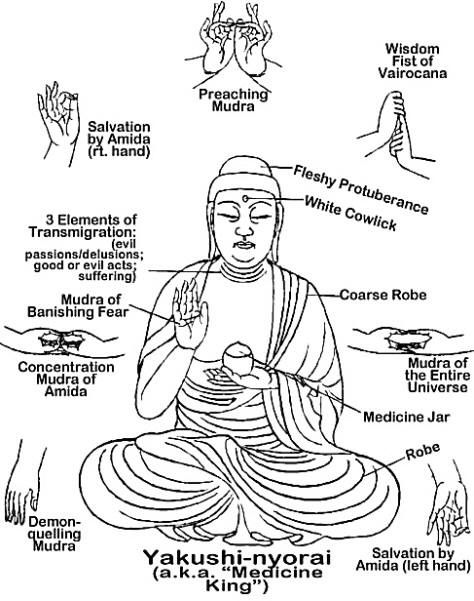 Preaching
Mudra
Wisdom
Fist of
Vairocana
Salvation
by Amida
(rt. hand)
Fleshy Protuberance
White Cowlick
3 Elements of
Transmigration:
(evil
passions/delusions;
good or evil acts;
suffering)
Mudra of
Banishing Fear
Coarse Robe
Concentration
Mudra of
Amida
Mudra of
the Entire
Universe
Medicine Jar
Robe
Demon-
quelling
Mudra
Salvation by
Amida (left hand)
Yakushi-nyorai
(a.k.a. “Medicine
King”)